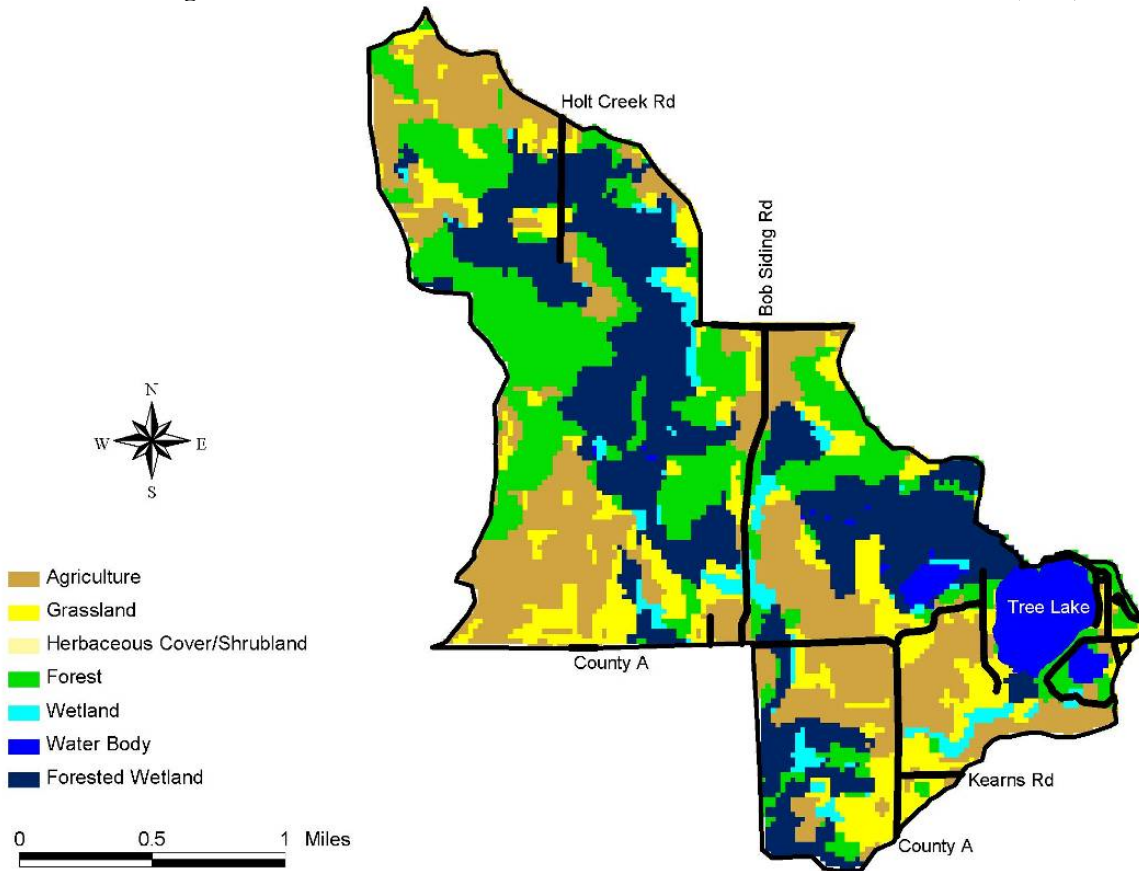 Holt Creek Rd
Bob Siding Rd
N
W E
S
Agriculture
Grassland
Herbaceous Cover/Shrubland
Forest
Wetland
Water Body
Forested Wetland
Tree Lake
County A
Kearns Rd
County A
0 0.5 1 Miles